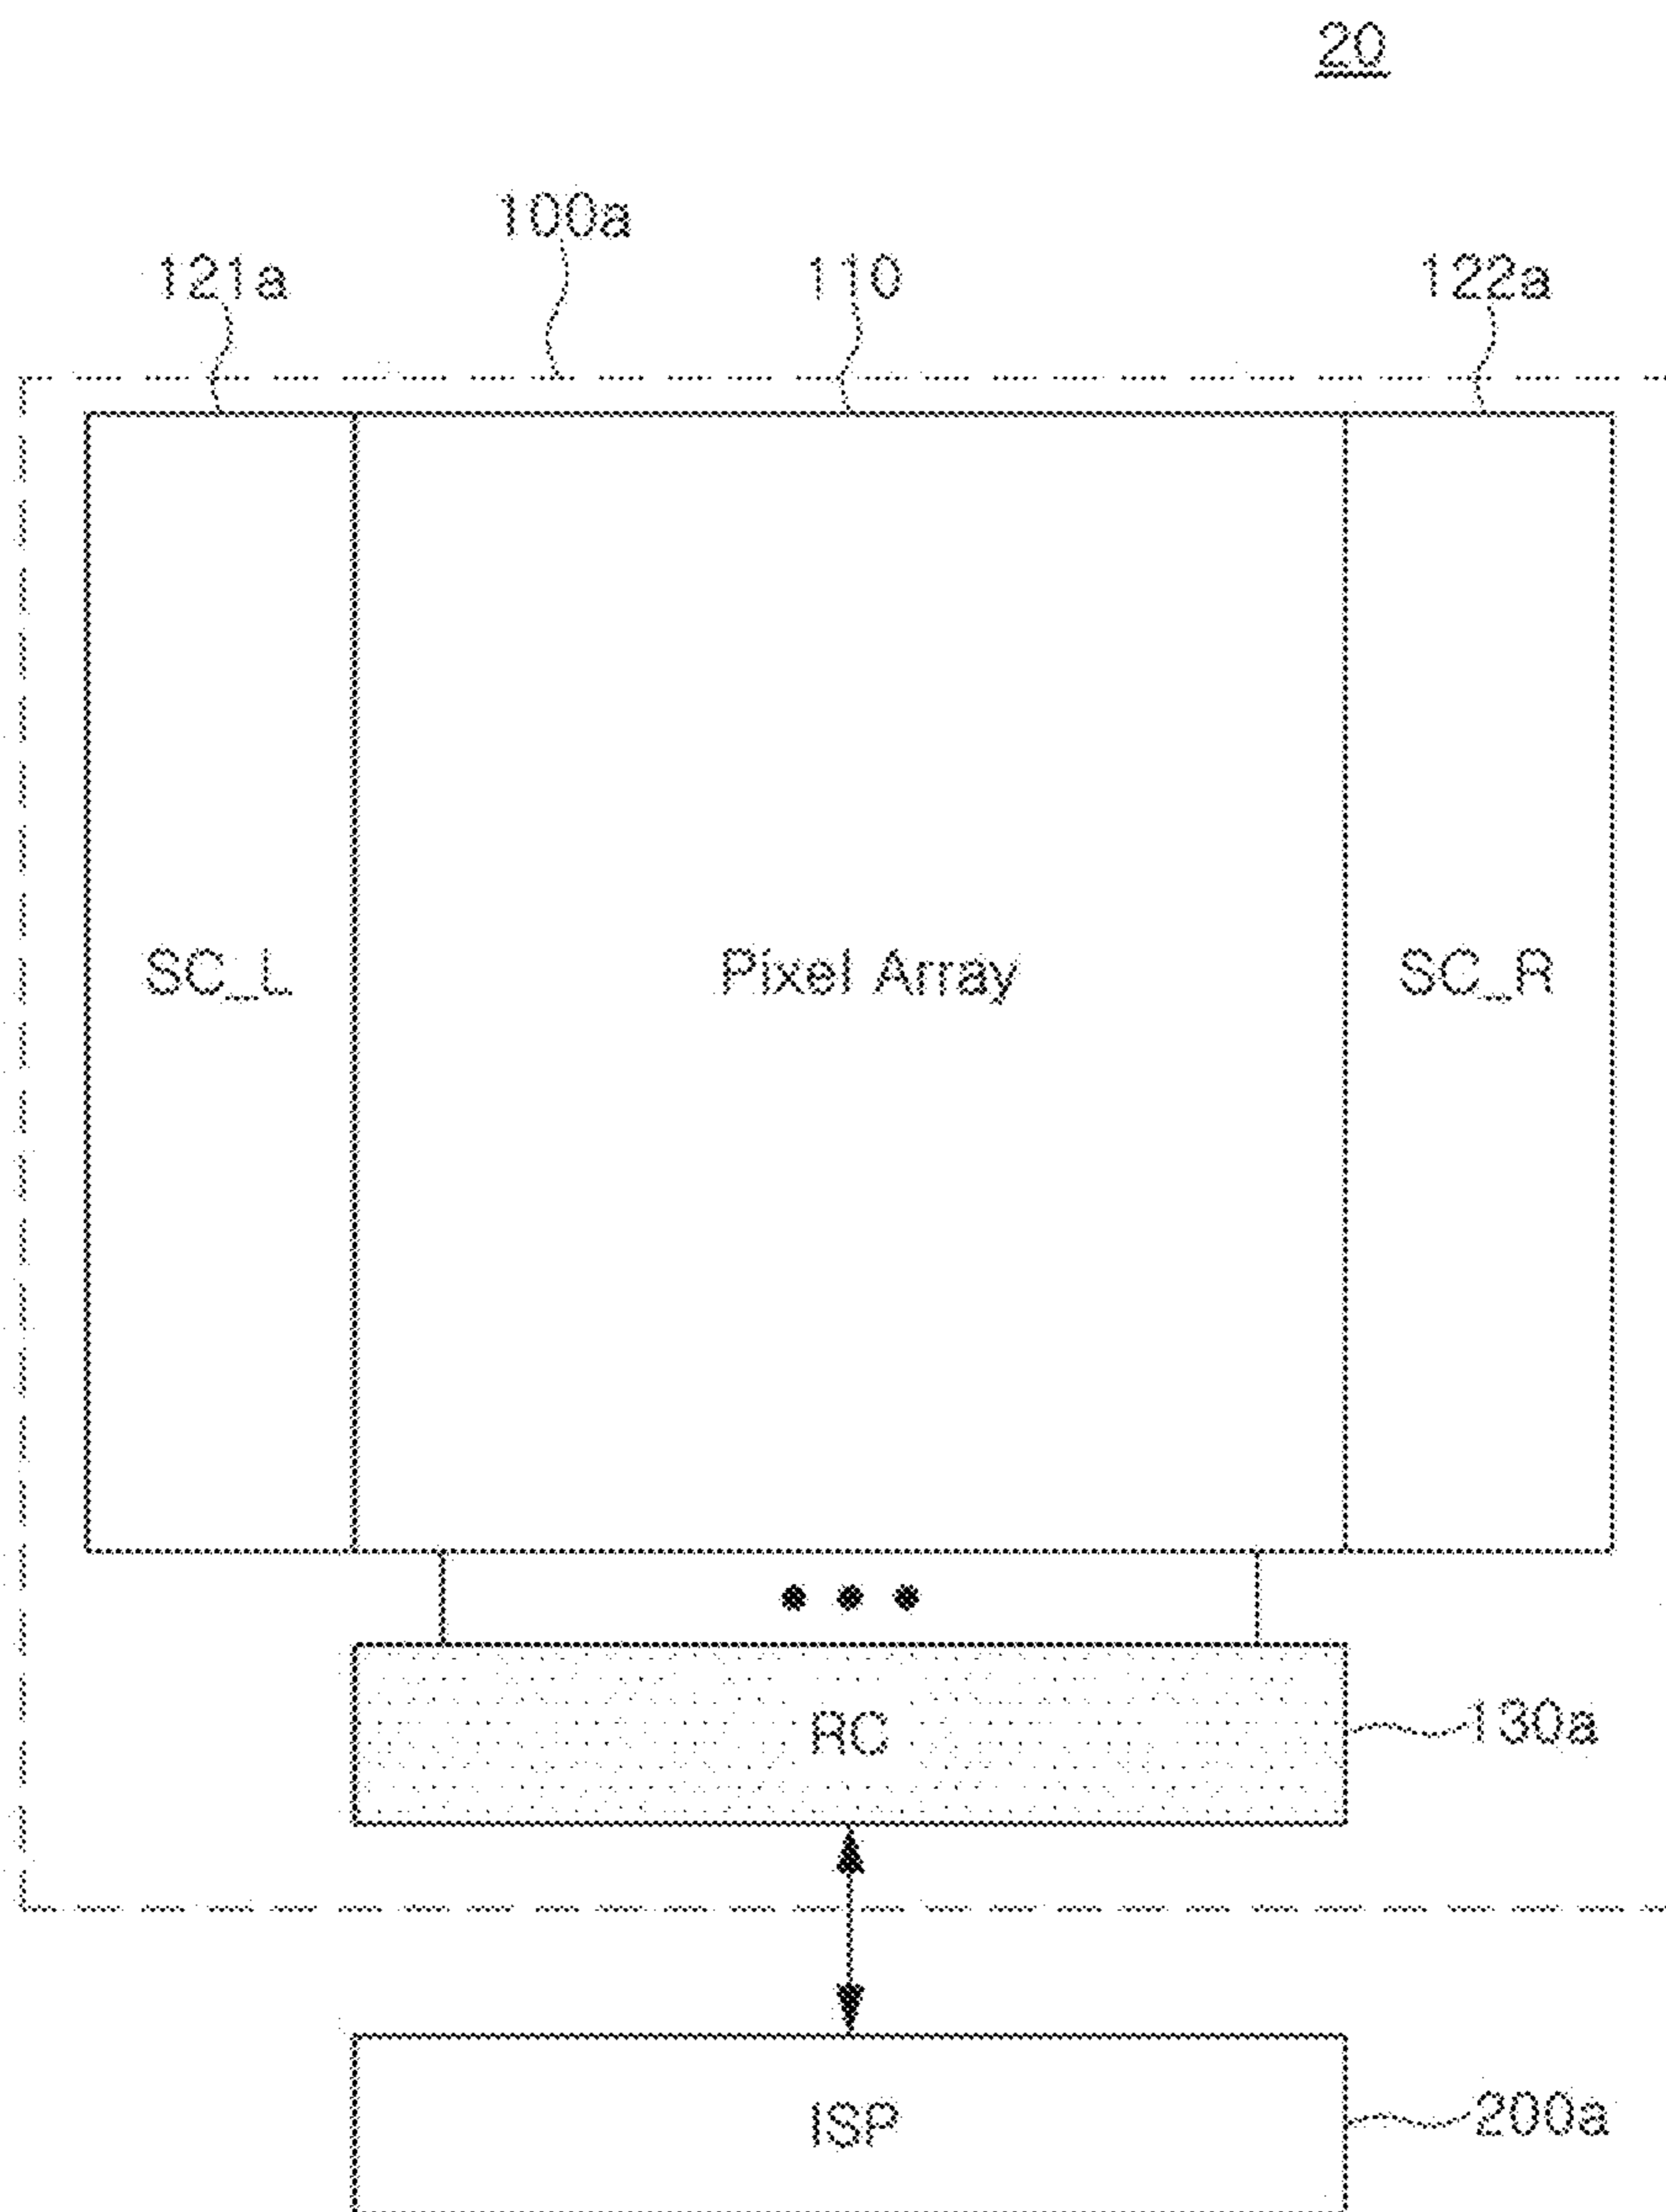 20
100a
121a
110
122a
SC_L
Pixel Array
SC_R
RC
130a
ISP
200a